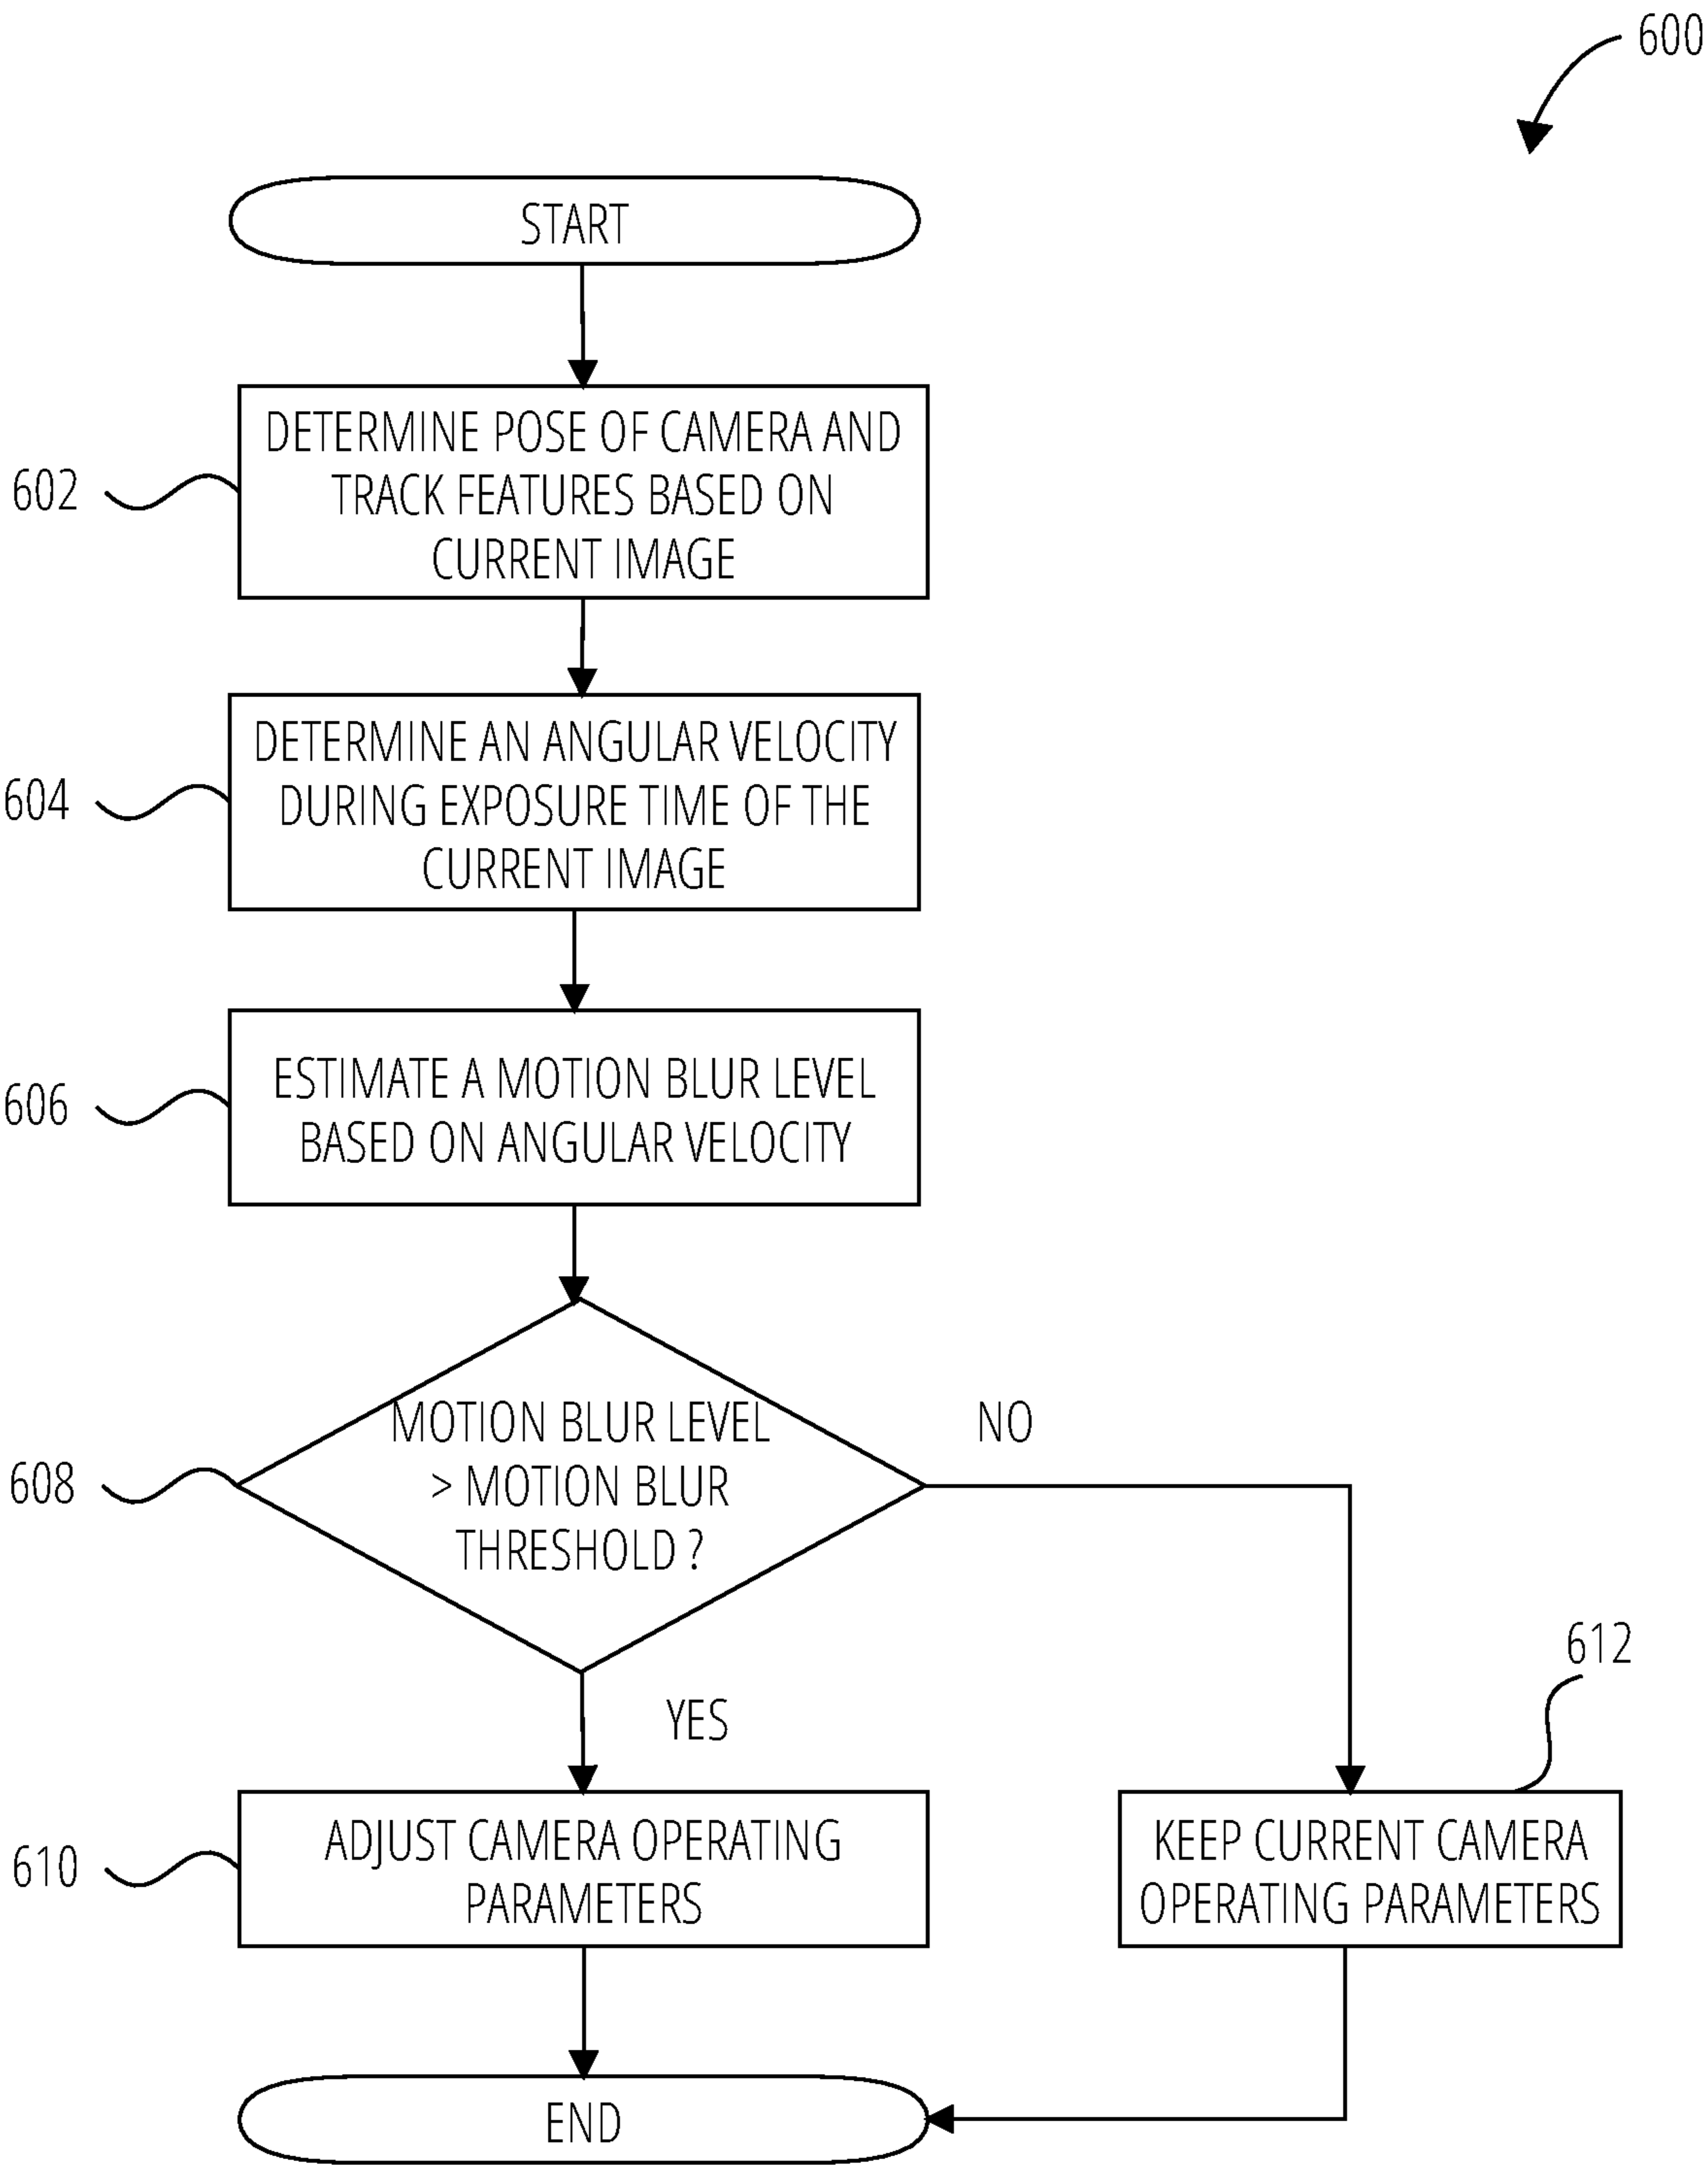 600
START
602
DETERMINE POSE OF CAMERA AND
TRACK FEATURES BASED ON
CURRENT IMAGE
604
DETERMINE AN ANGULAR VELOCITY
DURING EXPOSURE TIME OF THE
CURRENT IMAGE
606
ESTIMATE A MOTION BLUR LEVEL
BASED ON ANGULAR VELOCITY
608
MOTION BLUR LEVEL
> MOTION BLUR
THRESHOLD ?
NO
YES
612
610
ADJUST CAMERA OPERATING
PARAMETERS
KEEP CURRENT CAMERA
OPERATING PARAMETERS
END